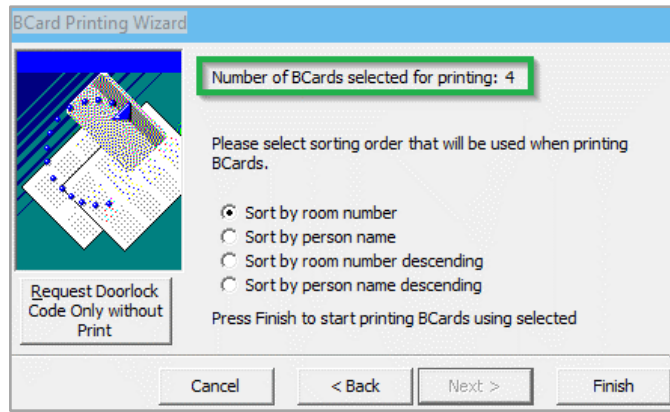 BCard Printing Wizard
Number of BCards selected for printing: 4
Please select sorting order that will be used when printing
BCards.
Sort by room number
Sort by person name
Sort by room number descending
Sort by person name descending
Request Doorlock
Code Only without
Print
Press Finish to start printing BCards using selected
Cancel
< Back
Next >
Finish